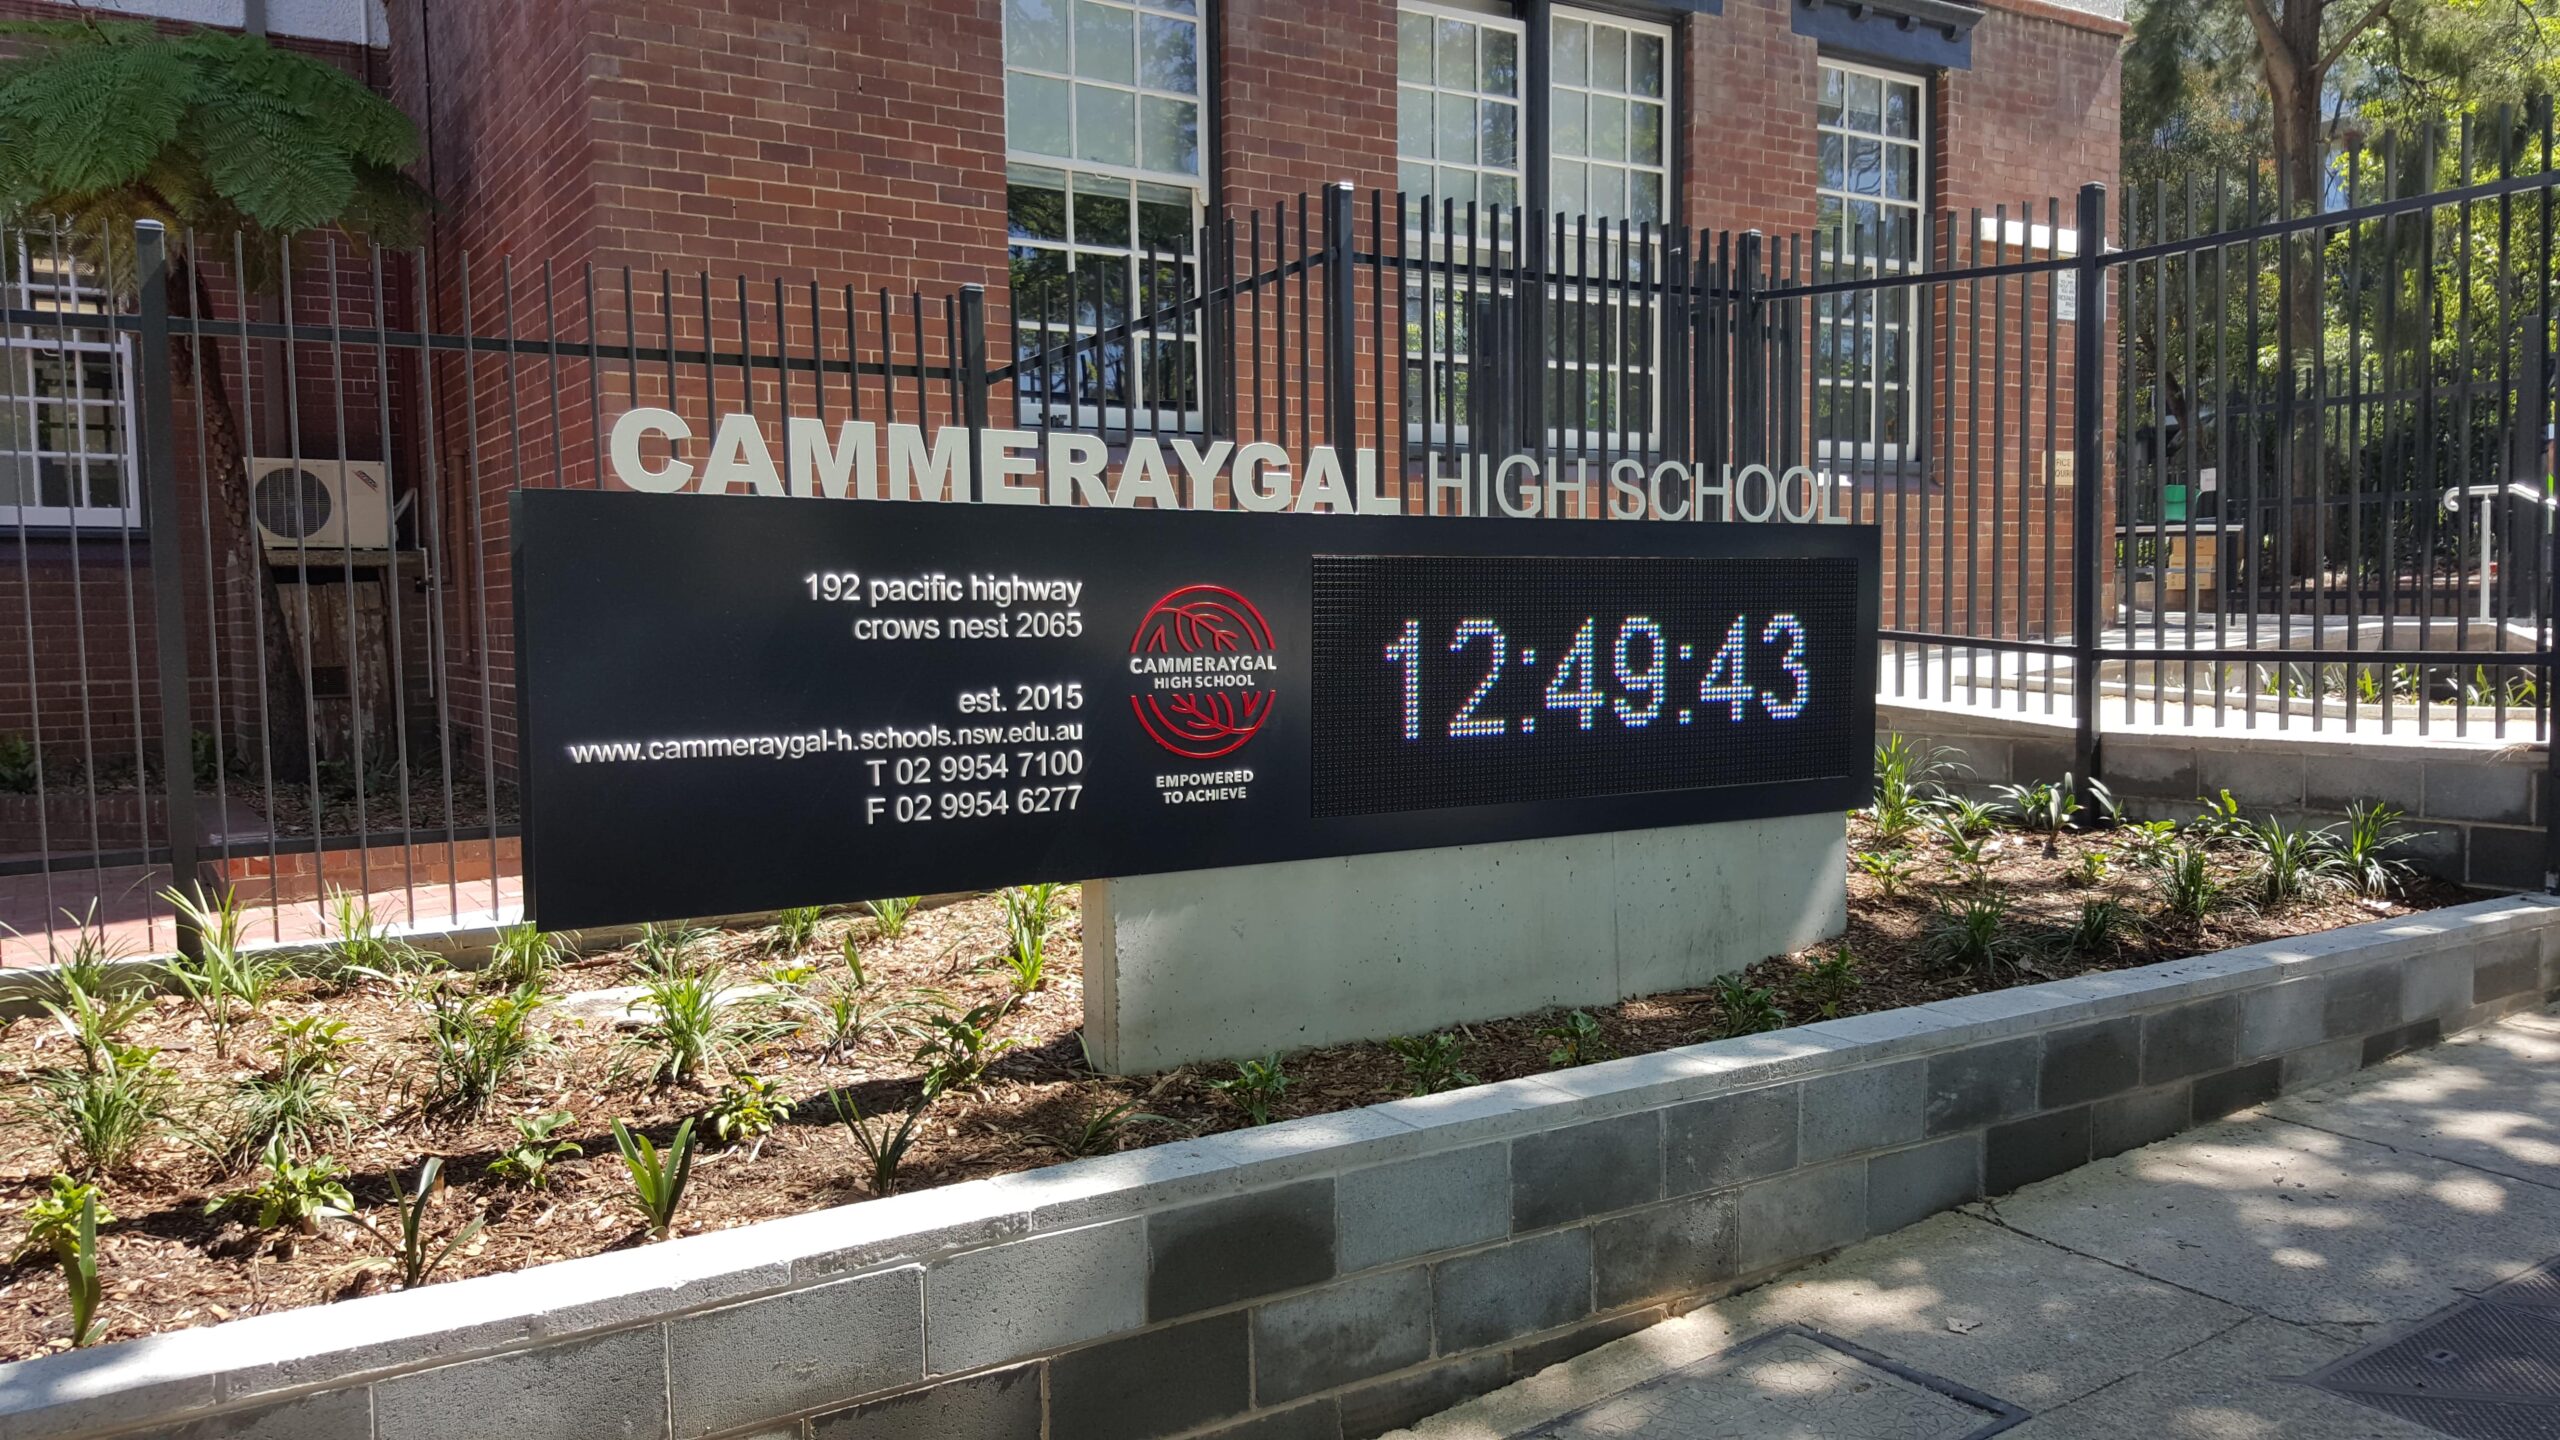 CAMMERAYGAL HIGH SCHOOL
192 pacific highway
crows nest 2065
est. 2015
www.cammeraygal-h.schools.nsw.edu.au
T 02 9954 7100
F 02 9954 6277
CAMMERAYGAL
HIGH SCHOOL
EMPOWERED
TO ACHIEVE
12:49:43